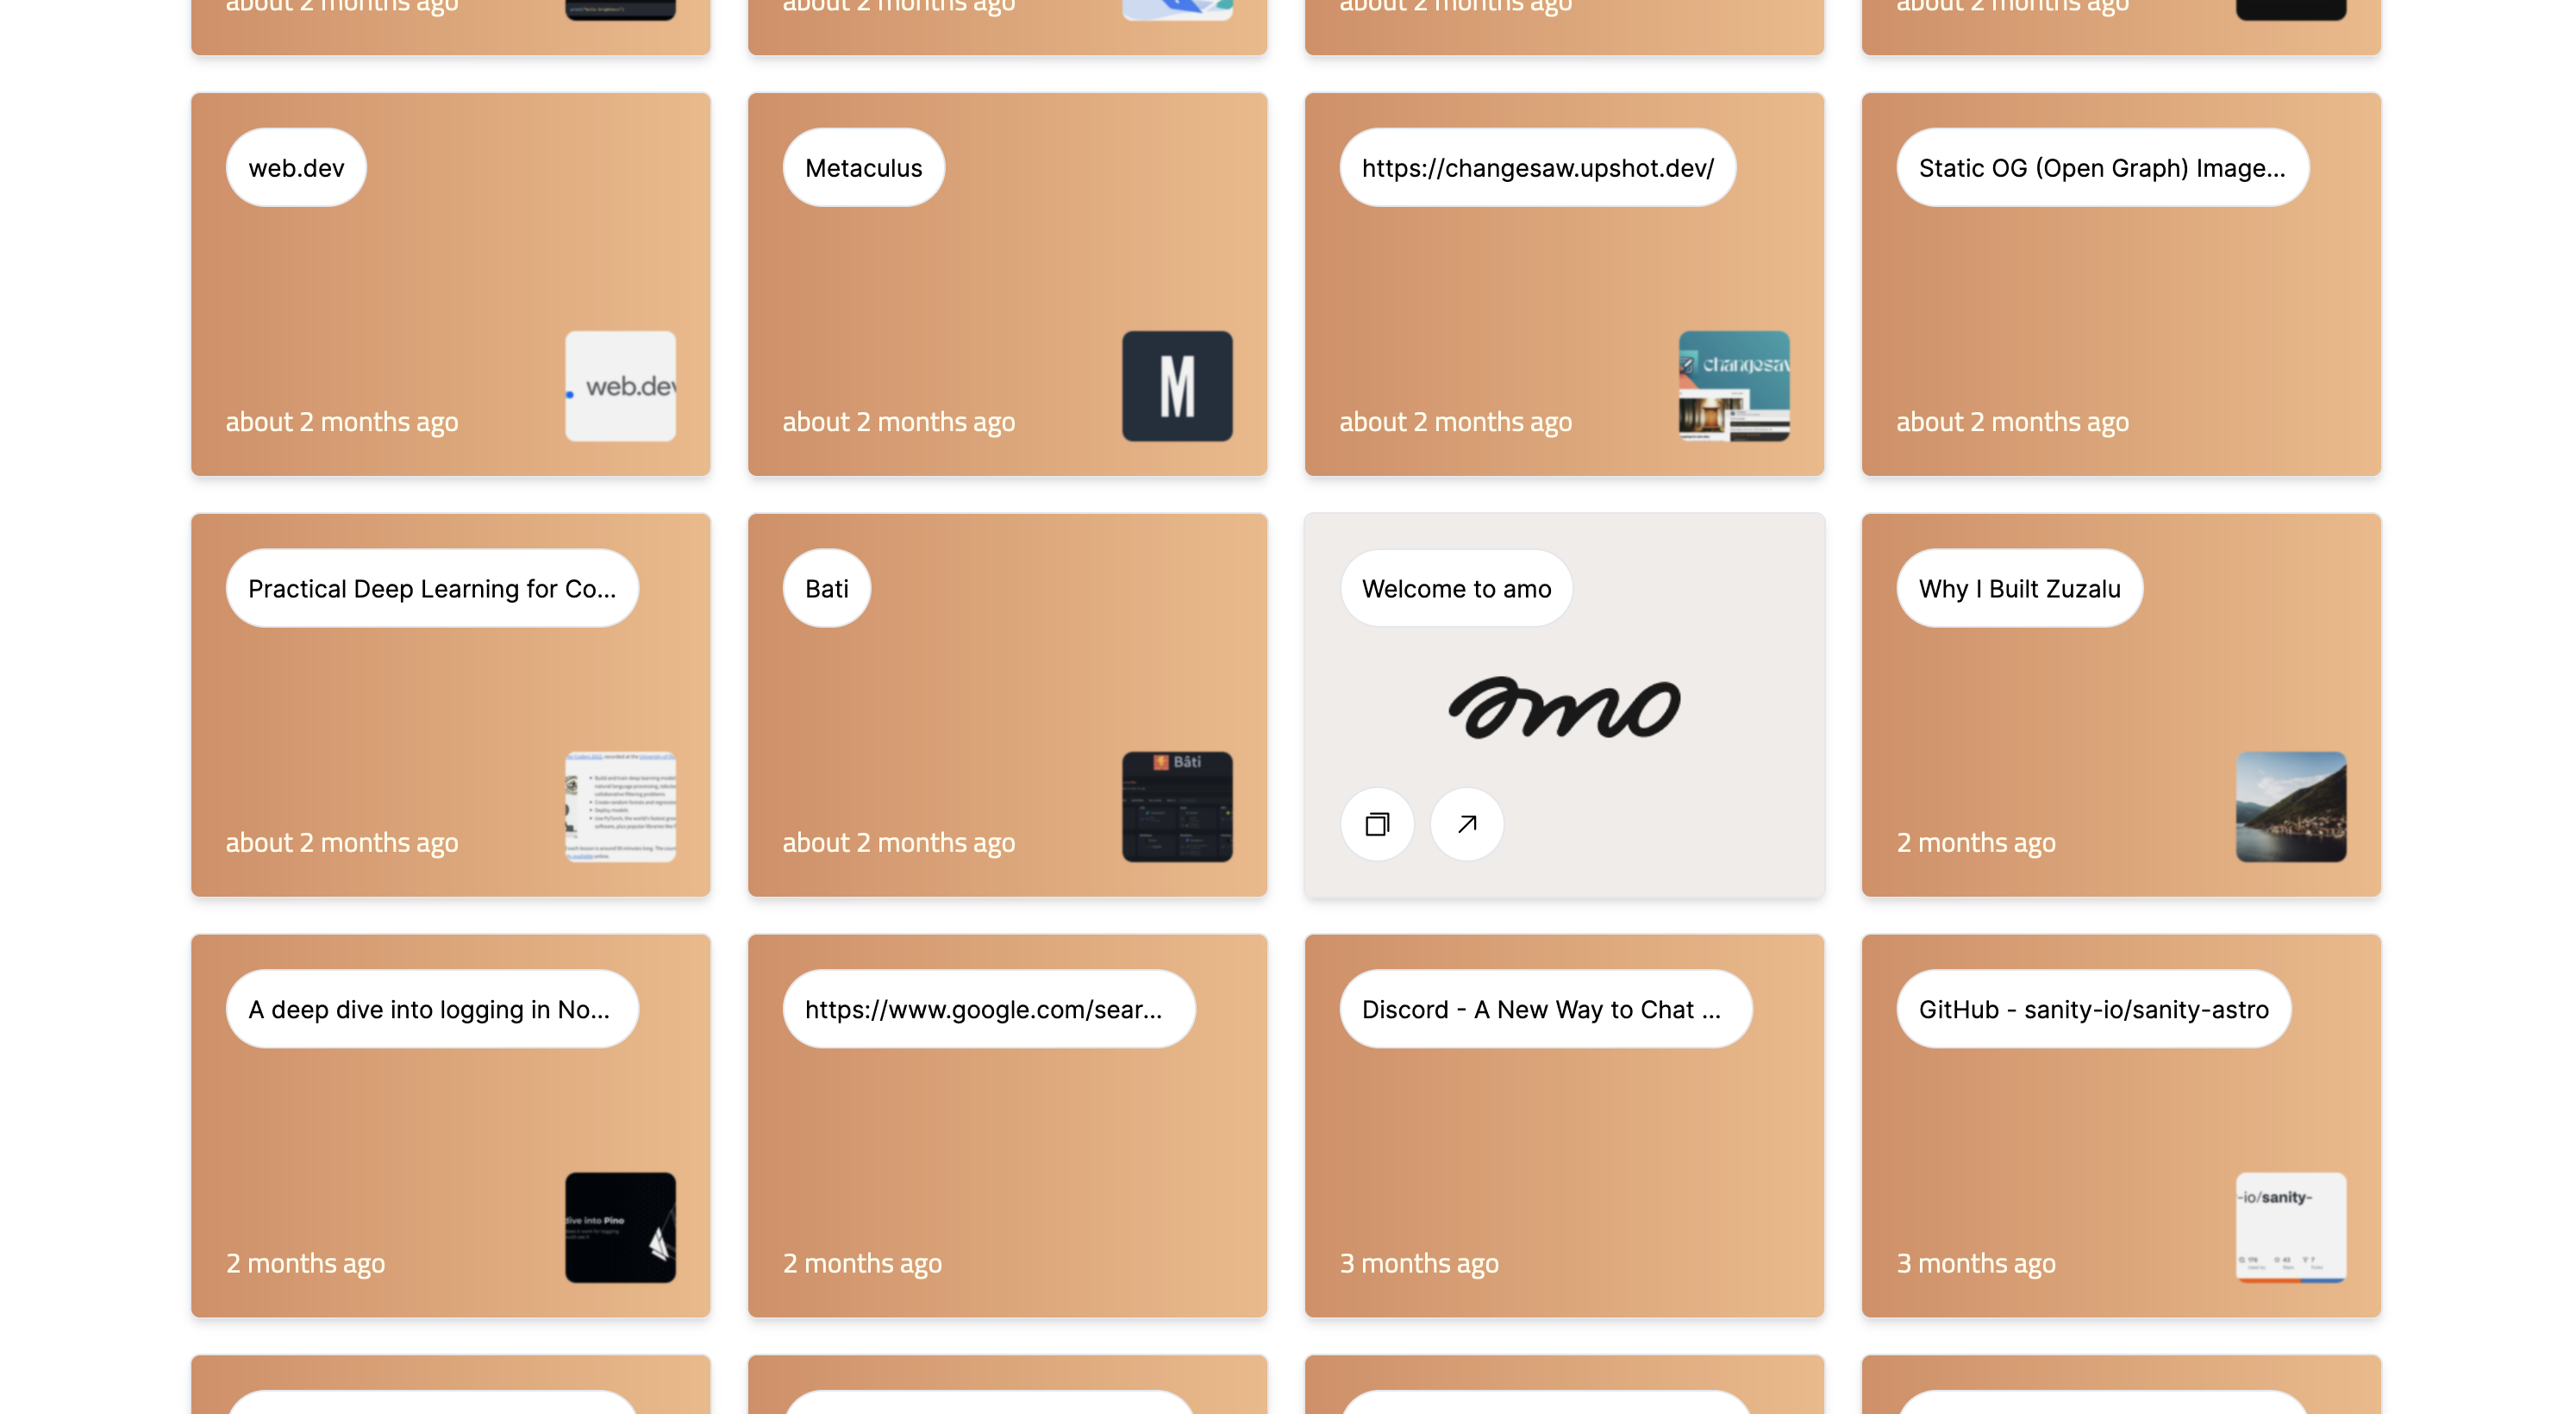 about 2 months ago
about 2 months ago
about 2 months ago
about 2 months ago
web.dev
Metaculus
https://changesaw.upshot.dev/
Static OG (Open Graph) Image...
web.dev
M
changesaw
about 2 months ago
about 2 months ago
about 2 months ago
about 2 months ago
Practical Deep Learning for Co...
Bati
Welcome to amo
Why I Built Zuzalu
amo
Bâti
about 2 months ago
about 2 months ago
2 months ago
A deep dive into logging in No...
https://www.google.com/sear...
Discord - A New Way to Chat ...
GitHub - sanity-io/sanity-astro
-io/sanity-
dive into Pino
2 months ago
2 months ago
3 months ago
3 months ago